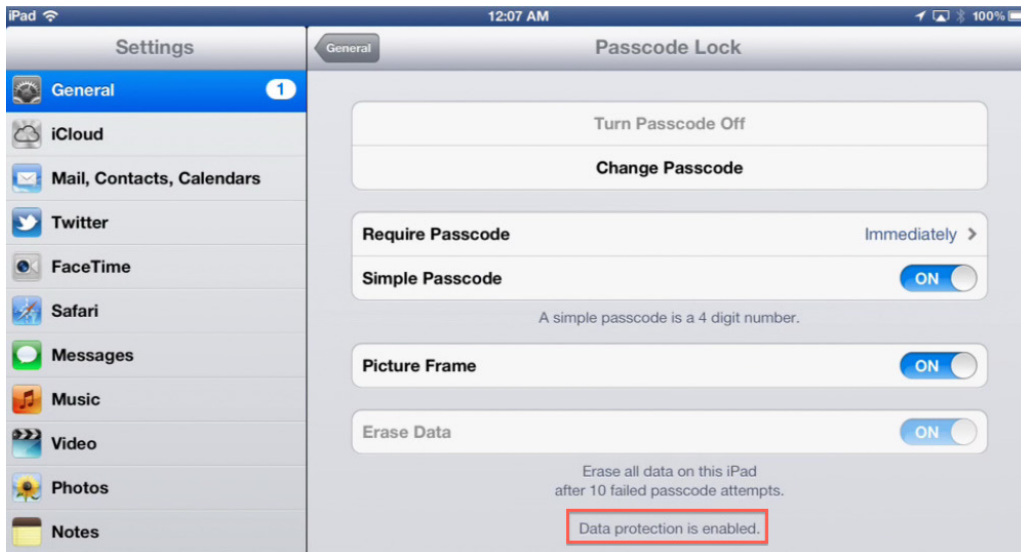 iPad 12:07 AM 100%
Settings
General 1
iCloud
Mail, Contacts, Calendars
Twitter
FaceTime
Safari
Messages
Music
Video
Photos
Notes
General Passcode Lock
Turn Passcode Off
Change Passcode
Require Passcode Immediately
Simple Passcode ON
A simple passcode is a 4 digit number.
Picture Frame ON
Erase Data ON
Erase all data on this iPad
after 10 failed passcode attempts.
Data protection is enabled.